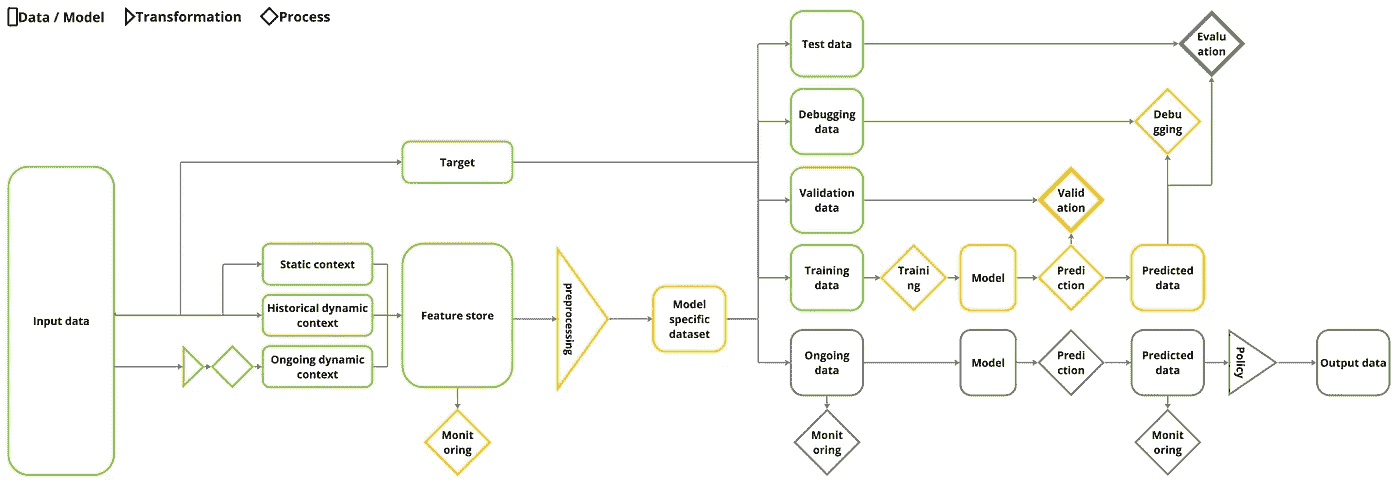 Data / Model
Transformation
Process
Input data
Target
Static context
Historical dynamic
context
Ongoing dynamic
context
Feature store
Monit
oring
preprocessing
Model
specific
dataset
Test data
Evalu
ation
Debugging
data
Debu
gging
Validation
data
Valid
ation
Training
data
Traini
ng
Model
Predi
ction
Predicted
data
Ongoing
data
Model
Predi
ction
Predicted
data
Policy
Output data
Monit
oring
Monit
oring